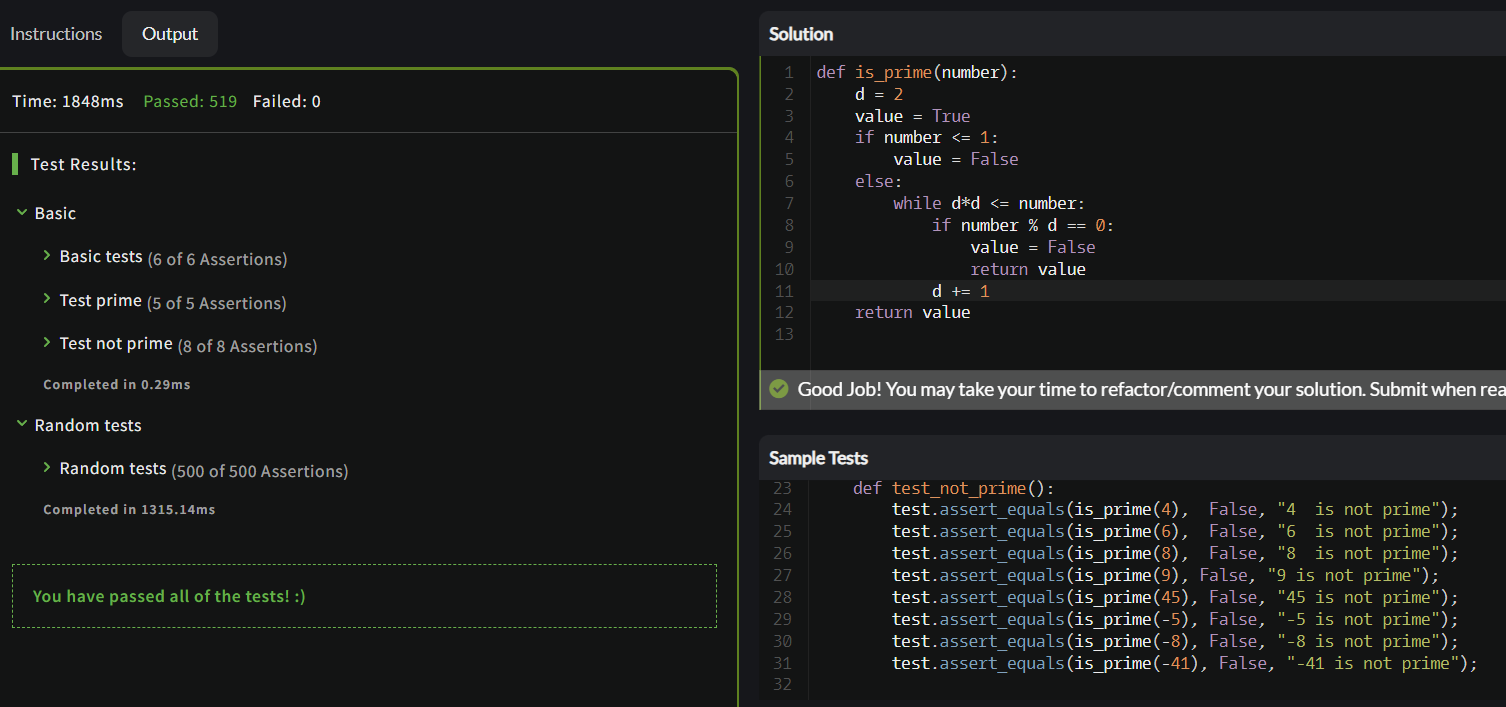 Instructions
Output
Time: 1848ms Passed: 519 Failed: 0
Test Results:
Basic
Basic tests (6 of 6 Assertions)
Test prime (5 of 5 Assertions)
Test not prime (8 of 8 Assertions)
Completed in 0.29ms
Random tests
Random tests (500 of 500 Assertions)
Completed in 1315.14ms
You have passed all of the tests! :)
Solution
1 def is_prime(number):
2     d = 2
3     value = True
4     if number <= 1:
5         value = False
6     else:
7         while d*d <= number:
8             if number % d == 0:
9                 value = False
10                 return value
11             d += 1
12     return value
13
Good Job! You may take your time to refactor/comment your solution. Submit when rea
Sample Tests
23     def test_not_prime():
24         test.assert_equals(is_prime(4),  False, "4  is not prime");
25         test.assert_equals(is_prime(6),  False, "6  is not prime");
26         test.assert_equals(is_prime(8),  False, "8  is not prime");
27         test.assert_equals(is_prime(9), False, "9 is not prime");
28         test.assert_equals(is_prime(45), False, "45 is not prime");
29         test.assert_equals(is_prime(-5), False, "-5 is not prime");
30         test.assert_equals(is_prime(-8), False, "-8 is not prime");
31         test.assert_equals(is_prime(-41), False, "-41 is not prime");
32